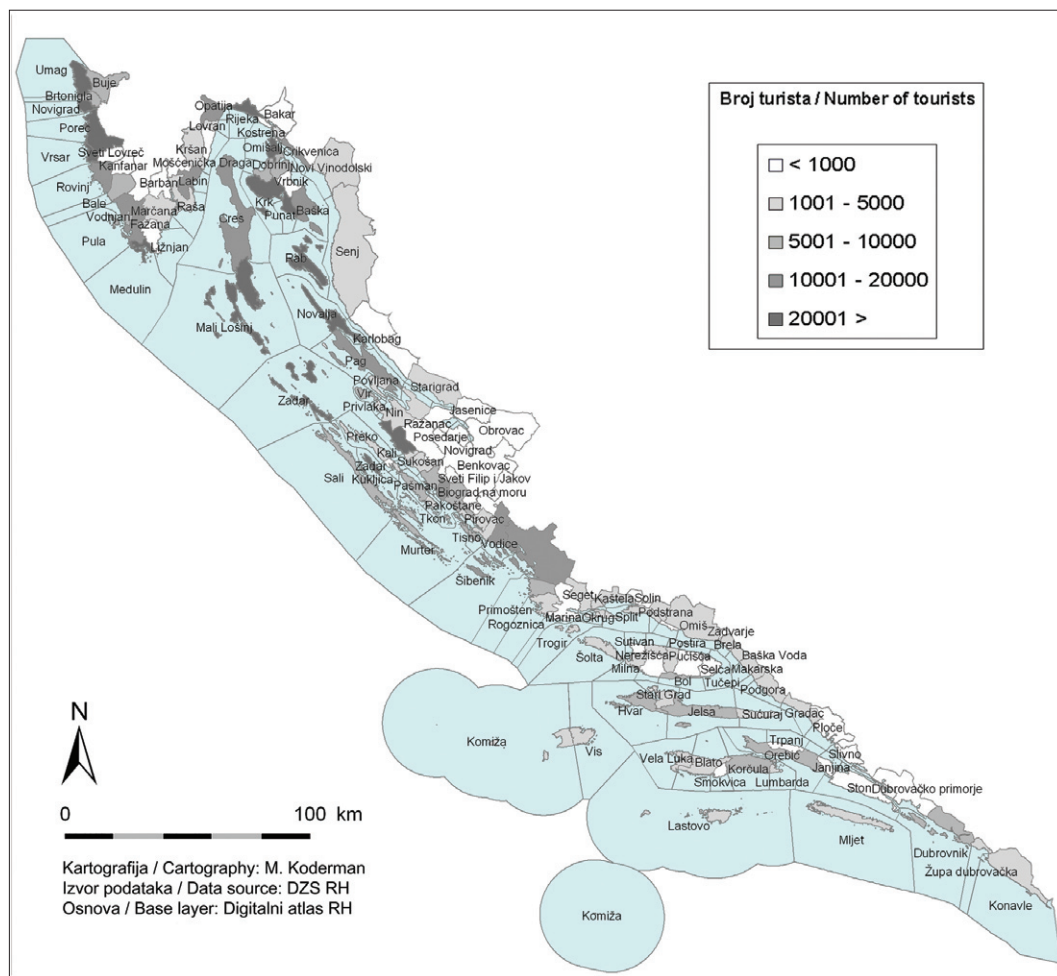 Broj turista / Number of tourists
< 1000
1001 - 5000
5001 - 10000
10001 - 20000
20001 >
Umag
Buje
Brtonigla
Novigrad
Poreč
Sveti Lovreč
Kanfanar
Vrsar
Rovinj
Bale
Vodnjan
Fažana
Pula
Medulin
Ližnjan
Marčana
Barban
Raša
Labin
Kršan
Mošćenička Draga
Lovran
Opatija
Rijeka
Bakar
Kostrena
Omišalj
Crikvenica
Dobrinj
Novi Vinodolski
Vrbnik
Krk
Punat
Baška
Cres
Senj
Rab
Mali Lošinj
Novalja
Karlobag
Pag
Povljana
Vir
Starigrad
Privlaka
Nin
Zadar
Ražanac
Jasenice
Posedarje
Obrovac
Novigrad
Preko
Kali
Sukošan
Benkovac
Zadar
Kukljica
Sali
Sveti Filip i Jakov
Pašman
Biograd na moru
Pakoštane
Tkon
Pirovac
Tisno
Vodice
Murter
Šibenik
Primošten
Rogoznica
Seget
Kaštela
Solin
Marina
Okrug
Split
Podstrana
Omiš
Zadvarje
Trogir
Šolta
Sutivan
Postira
Brela
Nerežišća
Pučišća
Baška Voda
Milna
Selca
Makarska
Bol
Tučepi
Podgora
Stari Grad
Hvar
Jelsa
Sućuraj
Gradac
Ploče
Komiža
Vis
Trpanj
Slivno
Vela Luka
Blato
Orebić
Korčula
Janjina
Smokvica
Lumbarda
Ston
Dubrovačko primorje
Lastovo
Mljet
Dubrovnik
Župa dubrovačka
Konavle
Komiža
N
0 100 km
Kartografija / Cartography: M. Koderman
Izvor podataka / Data source: DZS RH
Osnova / Base layer: Digitalni atlas RH